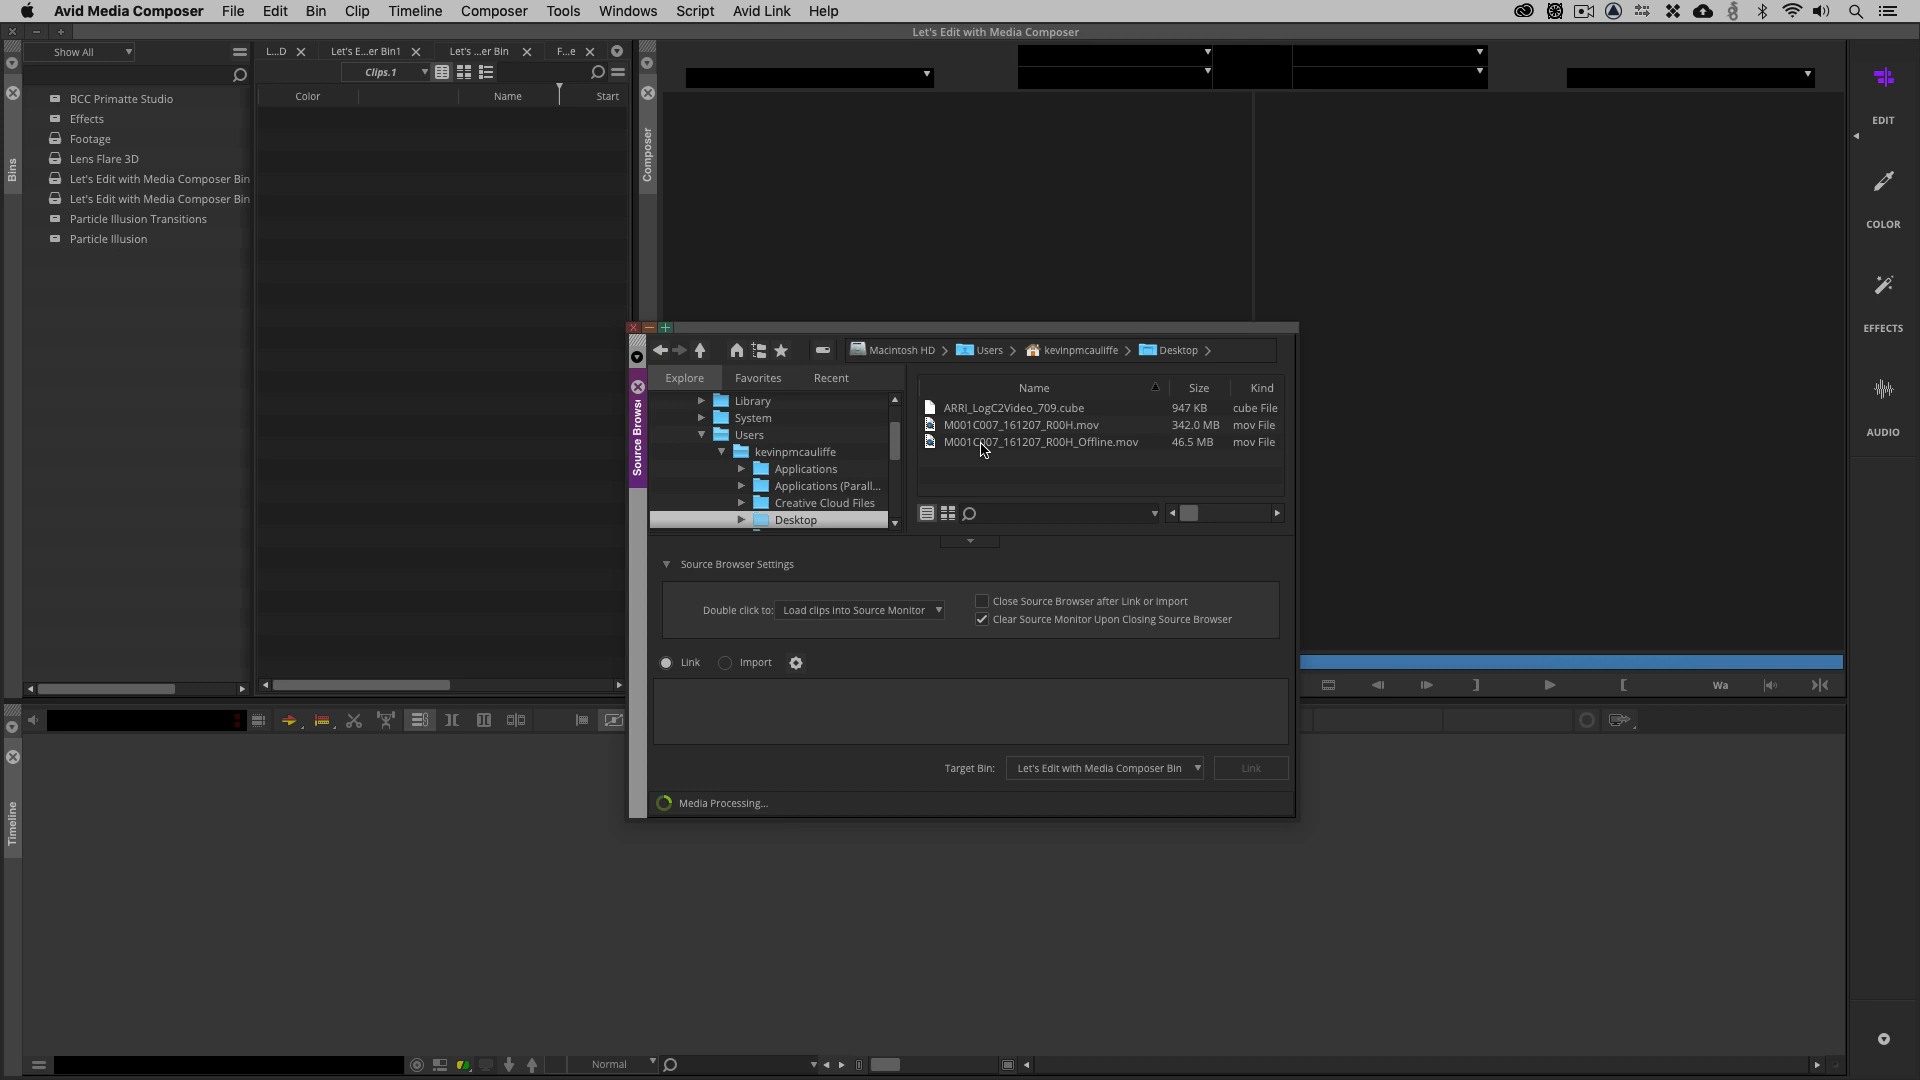 Avid Media Composer File Edit Bin Clip Timeline Composer Tools Windows Script Avid Link Help
Let's Edit with Media Composer
Show All
L...D
Let's E...er Bin1
Let's ...er Bin
F...e
Clips.1
Color
Name
Start
Bins
BCC Primatte Studio
Effects
Footage
Lens Flare 3D
Let's Edit with Media Composer Bin
Let's Edit with Media Composer Bin
Particle Illusion Transitions
Particle Illusion
Composer
EDIT
COLOR
EFFECTS
AUDIO
Macintosh HD
Users
kevinpmcauliffe
Desktop
Explore
Favorites
Recent
Source Brows
Library
System
Users
kevinpmcauliffe
Applications
Applications (Parall...
Creative Cloud Files
Desktop
Name Size Kind
ARRI_LogC2Video_709.cube 947 KB cube File
M001C007_161207_R00H.mov 342.0 MB mov File
M001C007_161207_R00H_Offline.mov 46.5 MB mov File
Source Browser Settings
Double click to: Load clips into Source Monitor
Close Source Browser after Link or Import
Clear Source Monitor Upon Closing Source Browser
Link
Import
Target Bin: Let's Edit with Media Composer Bin
Link
Media Processing...
Wa
Timeline
Normal